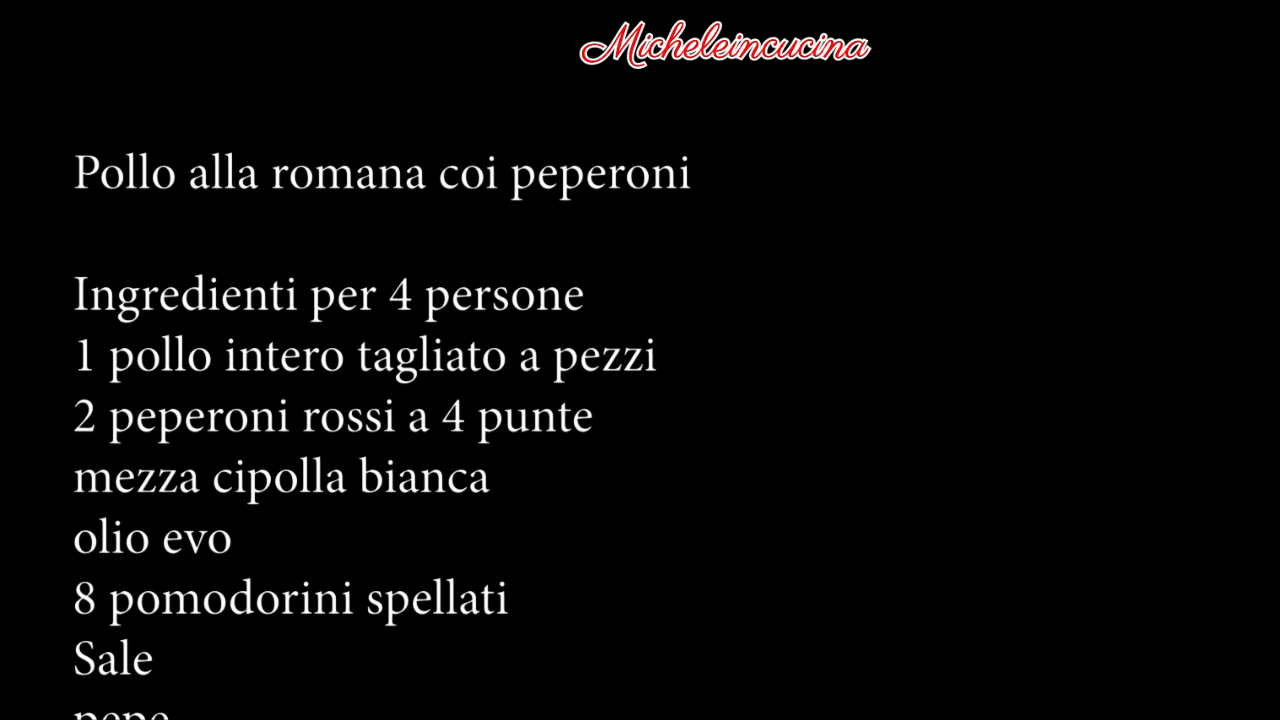 Micheleincucina
Pollo alla romana coi peperoni
Ingredienti per 4 persone
1 pollo intero tagliato a pezzi
2 peperoni rossi a 4 punte
mezza cipolla bianca
olio evo
8 pomodorini spellati
Sale
pepe